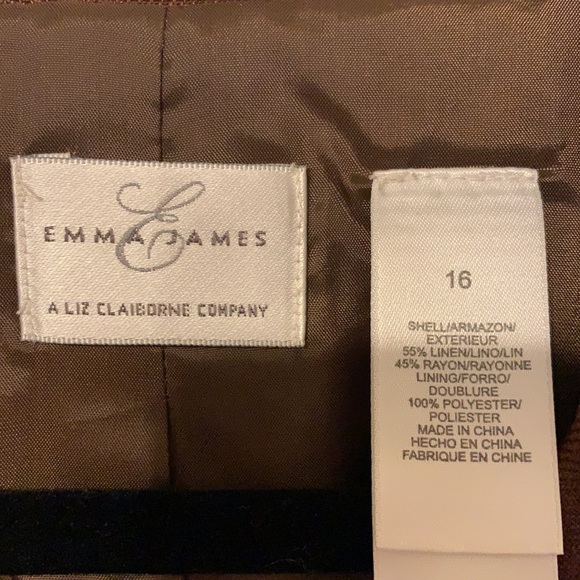 E
EMMA JAMES
A LIZ CLAIBORNE COMPANY
16
SHELL/ARMAZON/
EXTERIEUR
55% LINEN/LINO/LIN
45% RAYON/RAYONNE
LINING/FORRO/
DOUBLURE
100% POLYESTER/
POLIESTER
MADE IN CHINA
HECHO EN CHINA
FABRIQUE EN CHINE